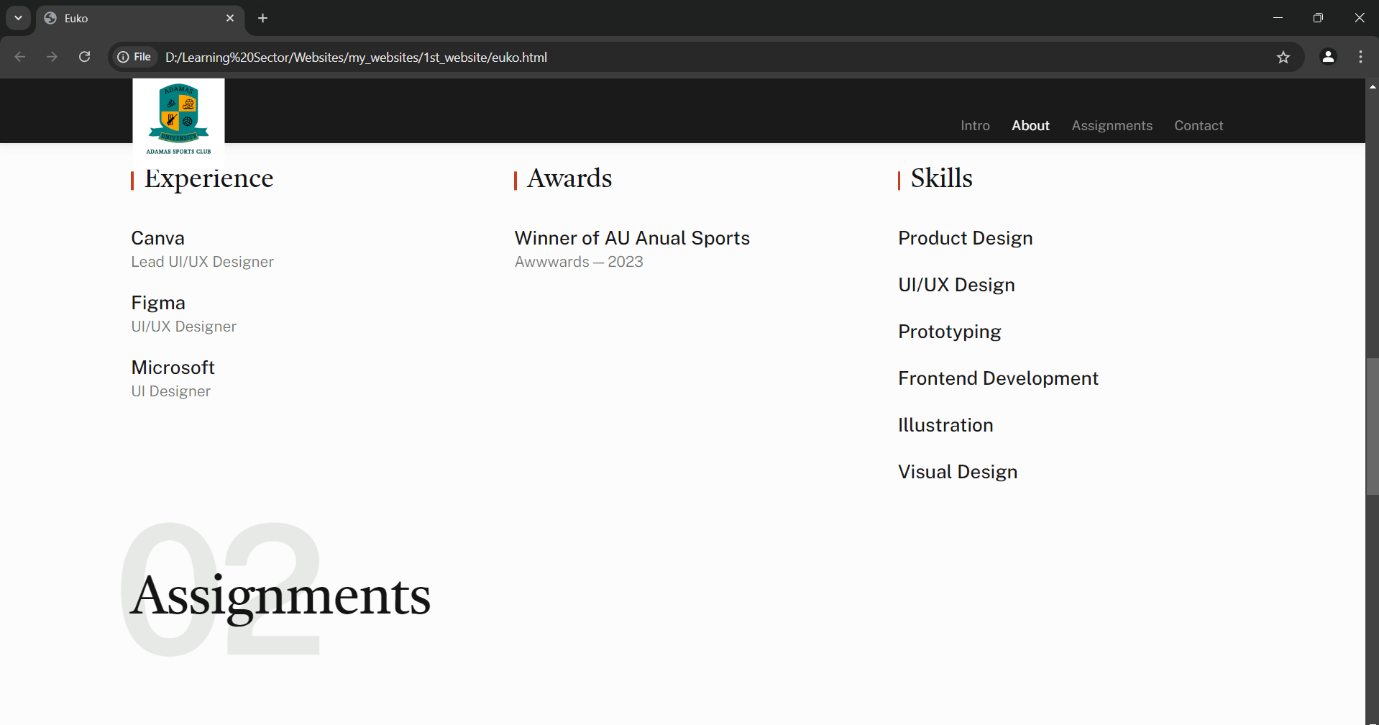 Euko
File D:/Learning%20Sector/Websites/my_websites/1st_website/euko.html
ADAMAS
UNIVERSITY
ADAMAS SPORTS CLUB
Intro About Assignments Contact
Experience
Canva
Lead UI/UX Designer
Figma
UI/UX Designer
Microsoft
UI Designer
Awards
Winner of AU Anual Sports
Awwwards — 2023
Skills
Product Design
UI/UX Design
Prototyping
Frontend Development
Illustration
Visual Design
02
Assignments